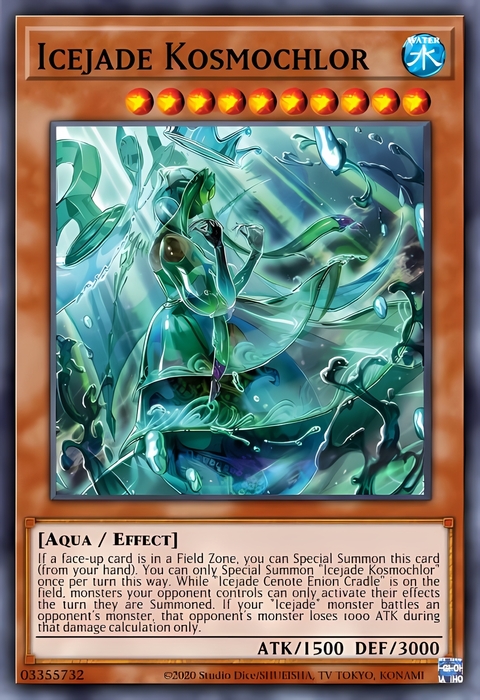 Icejade Kosmochlor
WATER
水
[Aqua / Effect]
If a face-up card is in a Field Zone, you can Special Summon this card
(from your hand). You can only Special Summon "Icejade Kosmochlor"
once per turn this way. While "Icejade Cenote Enion Cradle" is on the
field, monsters your opponent controls can only activate their effects
the turn they are Summoned. If your "Icejade" monster battles an
opponent's monster, that opponent's monster loses 1000 ATK during
that damage calculation only.
ATK/1500 DEF/3000
03355732
©2020 Studio Dice/SHUEISHA, TV TOKYO, KONAMI